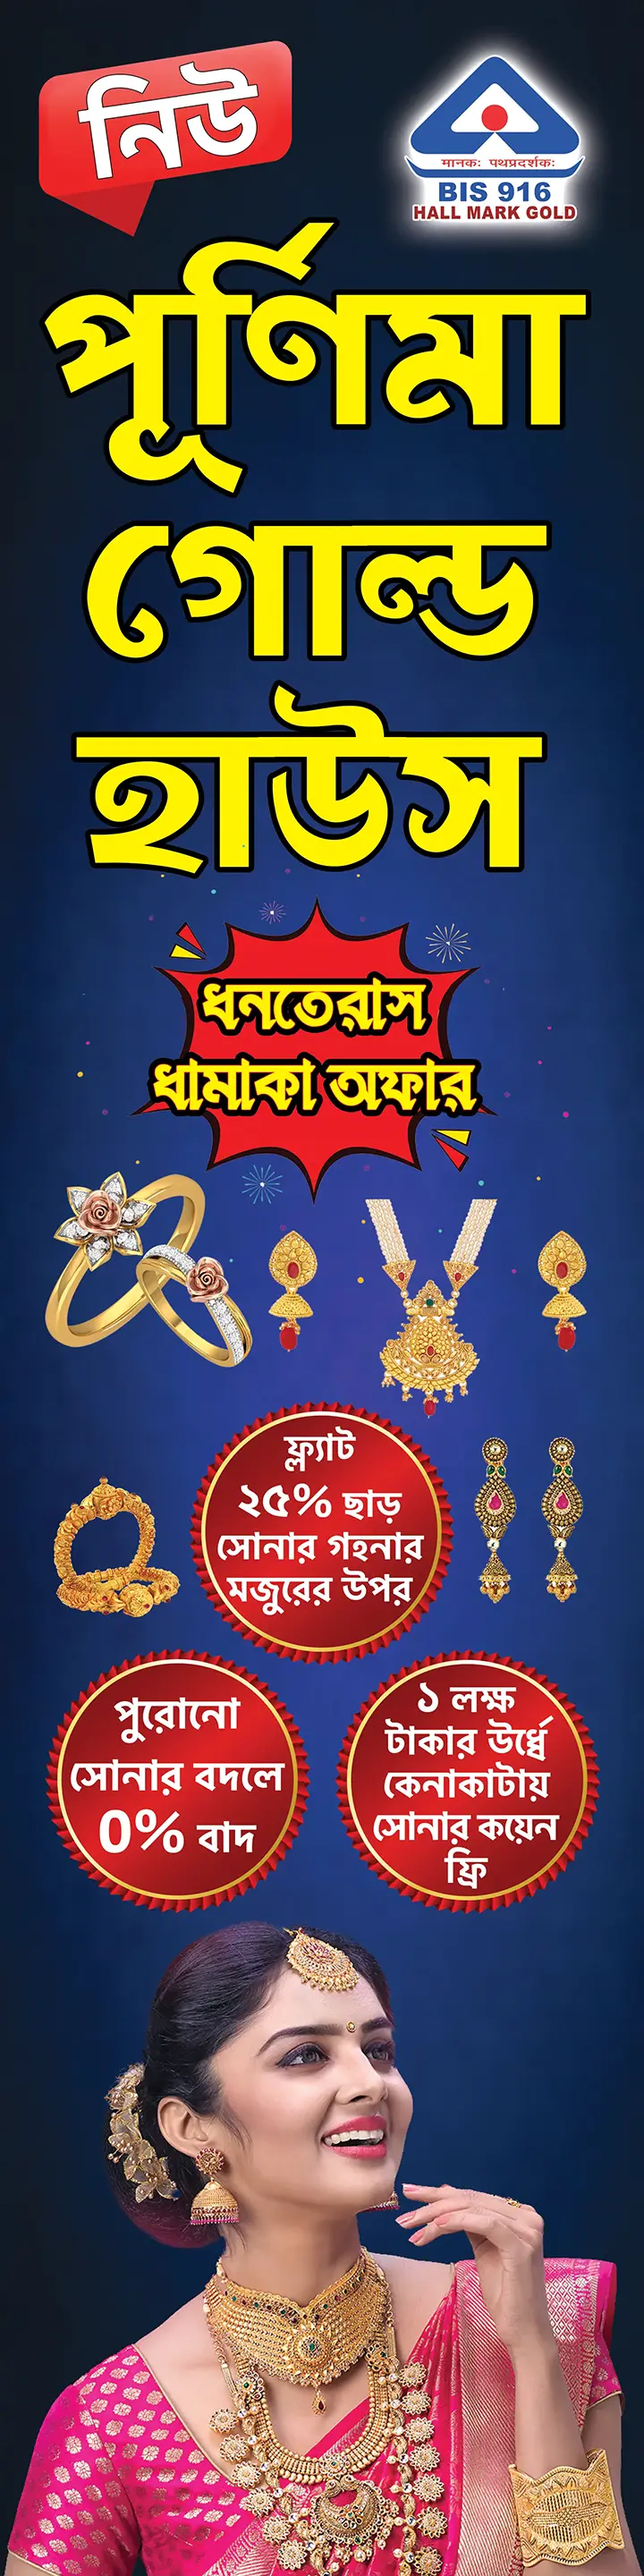 নিউ
मानकः पथप्रदर्शकः
BIS 916
HALL MARK GOLD
পূর্ণিমা
গোল্ড
হাউস
ধনতেরাস
ধামাকা অফার
ফ্ল্যাট
২৫% ছাড়
সোনার গহনার
মজুরের উপর
পুরোনো
সোনার বদলে
0% বাদ
১ লক্ষ
টাকার উর্ধ্বে
কেনাকাটায়
সোনার কয়েন
ফ্রি